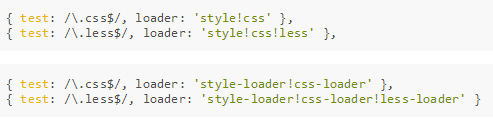 { test: /\.css$/, loader: 'style!css' },
{ test: /\.less$/, loader: 'style!css!less' },
{ test: /\.css$/, loader: 'style-loader!css-loader' },
{ test: /\.less$/, loader: 'style-loader!css-loader!less-loader' }